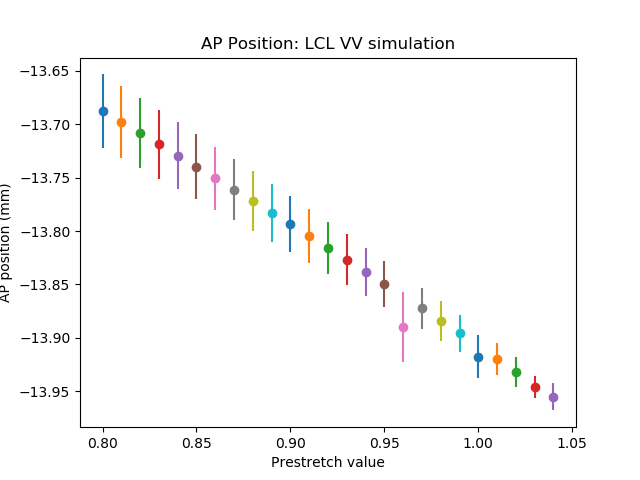 AP Position: LCL VV simulation
−13.65
−13.70
−13.75
−13.80
−13.85
−13.90
−13.95
AP position (mm)
0.80 0.85 0.90 0.95 1.00 1.05
Prestretch value